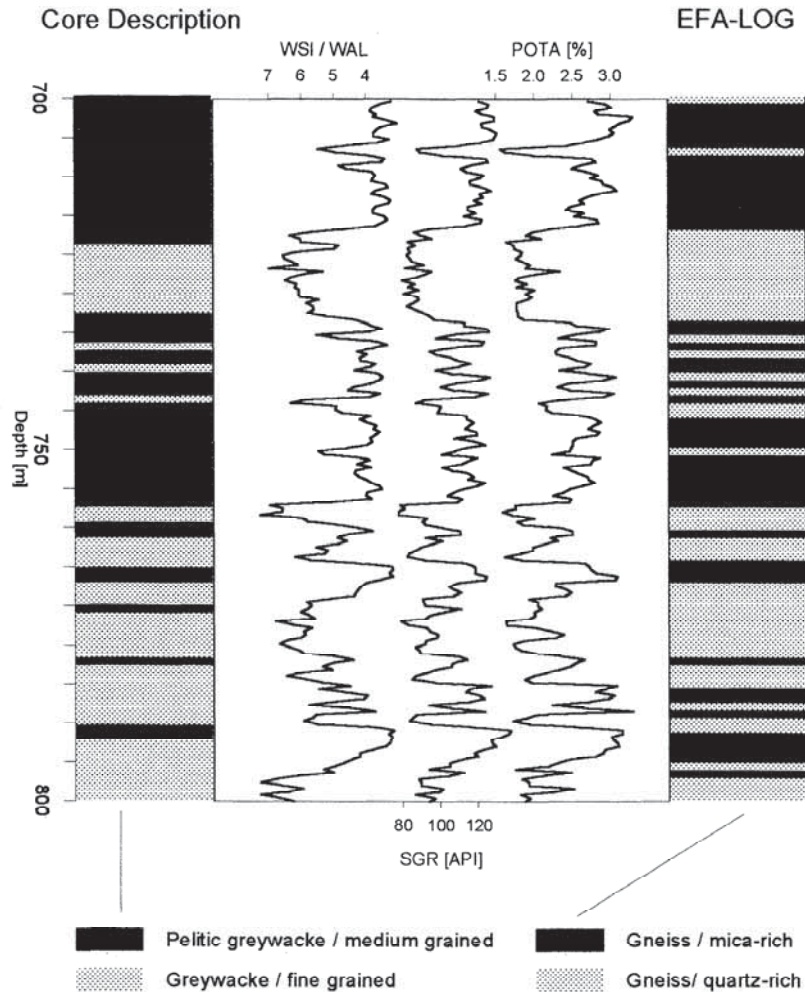 Core Description
EFA-LOG
WSI / WAL
POTA [%]
7 6 5 4
1.5 2.0 2.5 3.0
700
750
800
Depth [m]
80 100 120
SGR [API]
Pelitic greywacke / medium grained
Gneiss / mica-rich
Greywacke / fine grained
Gneiss/ quartz-rich